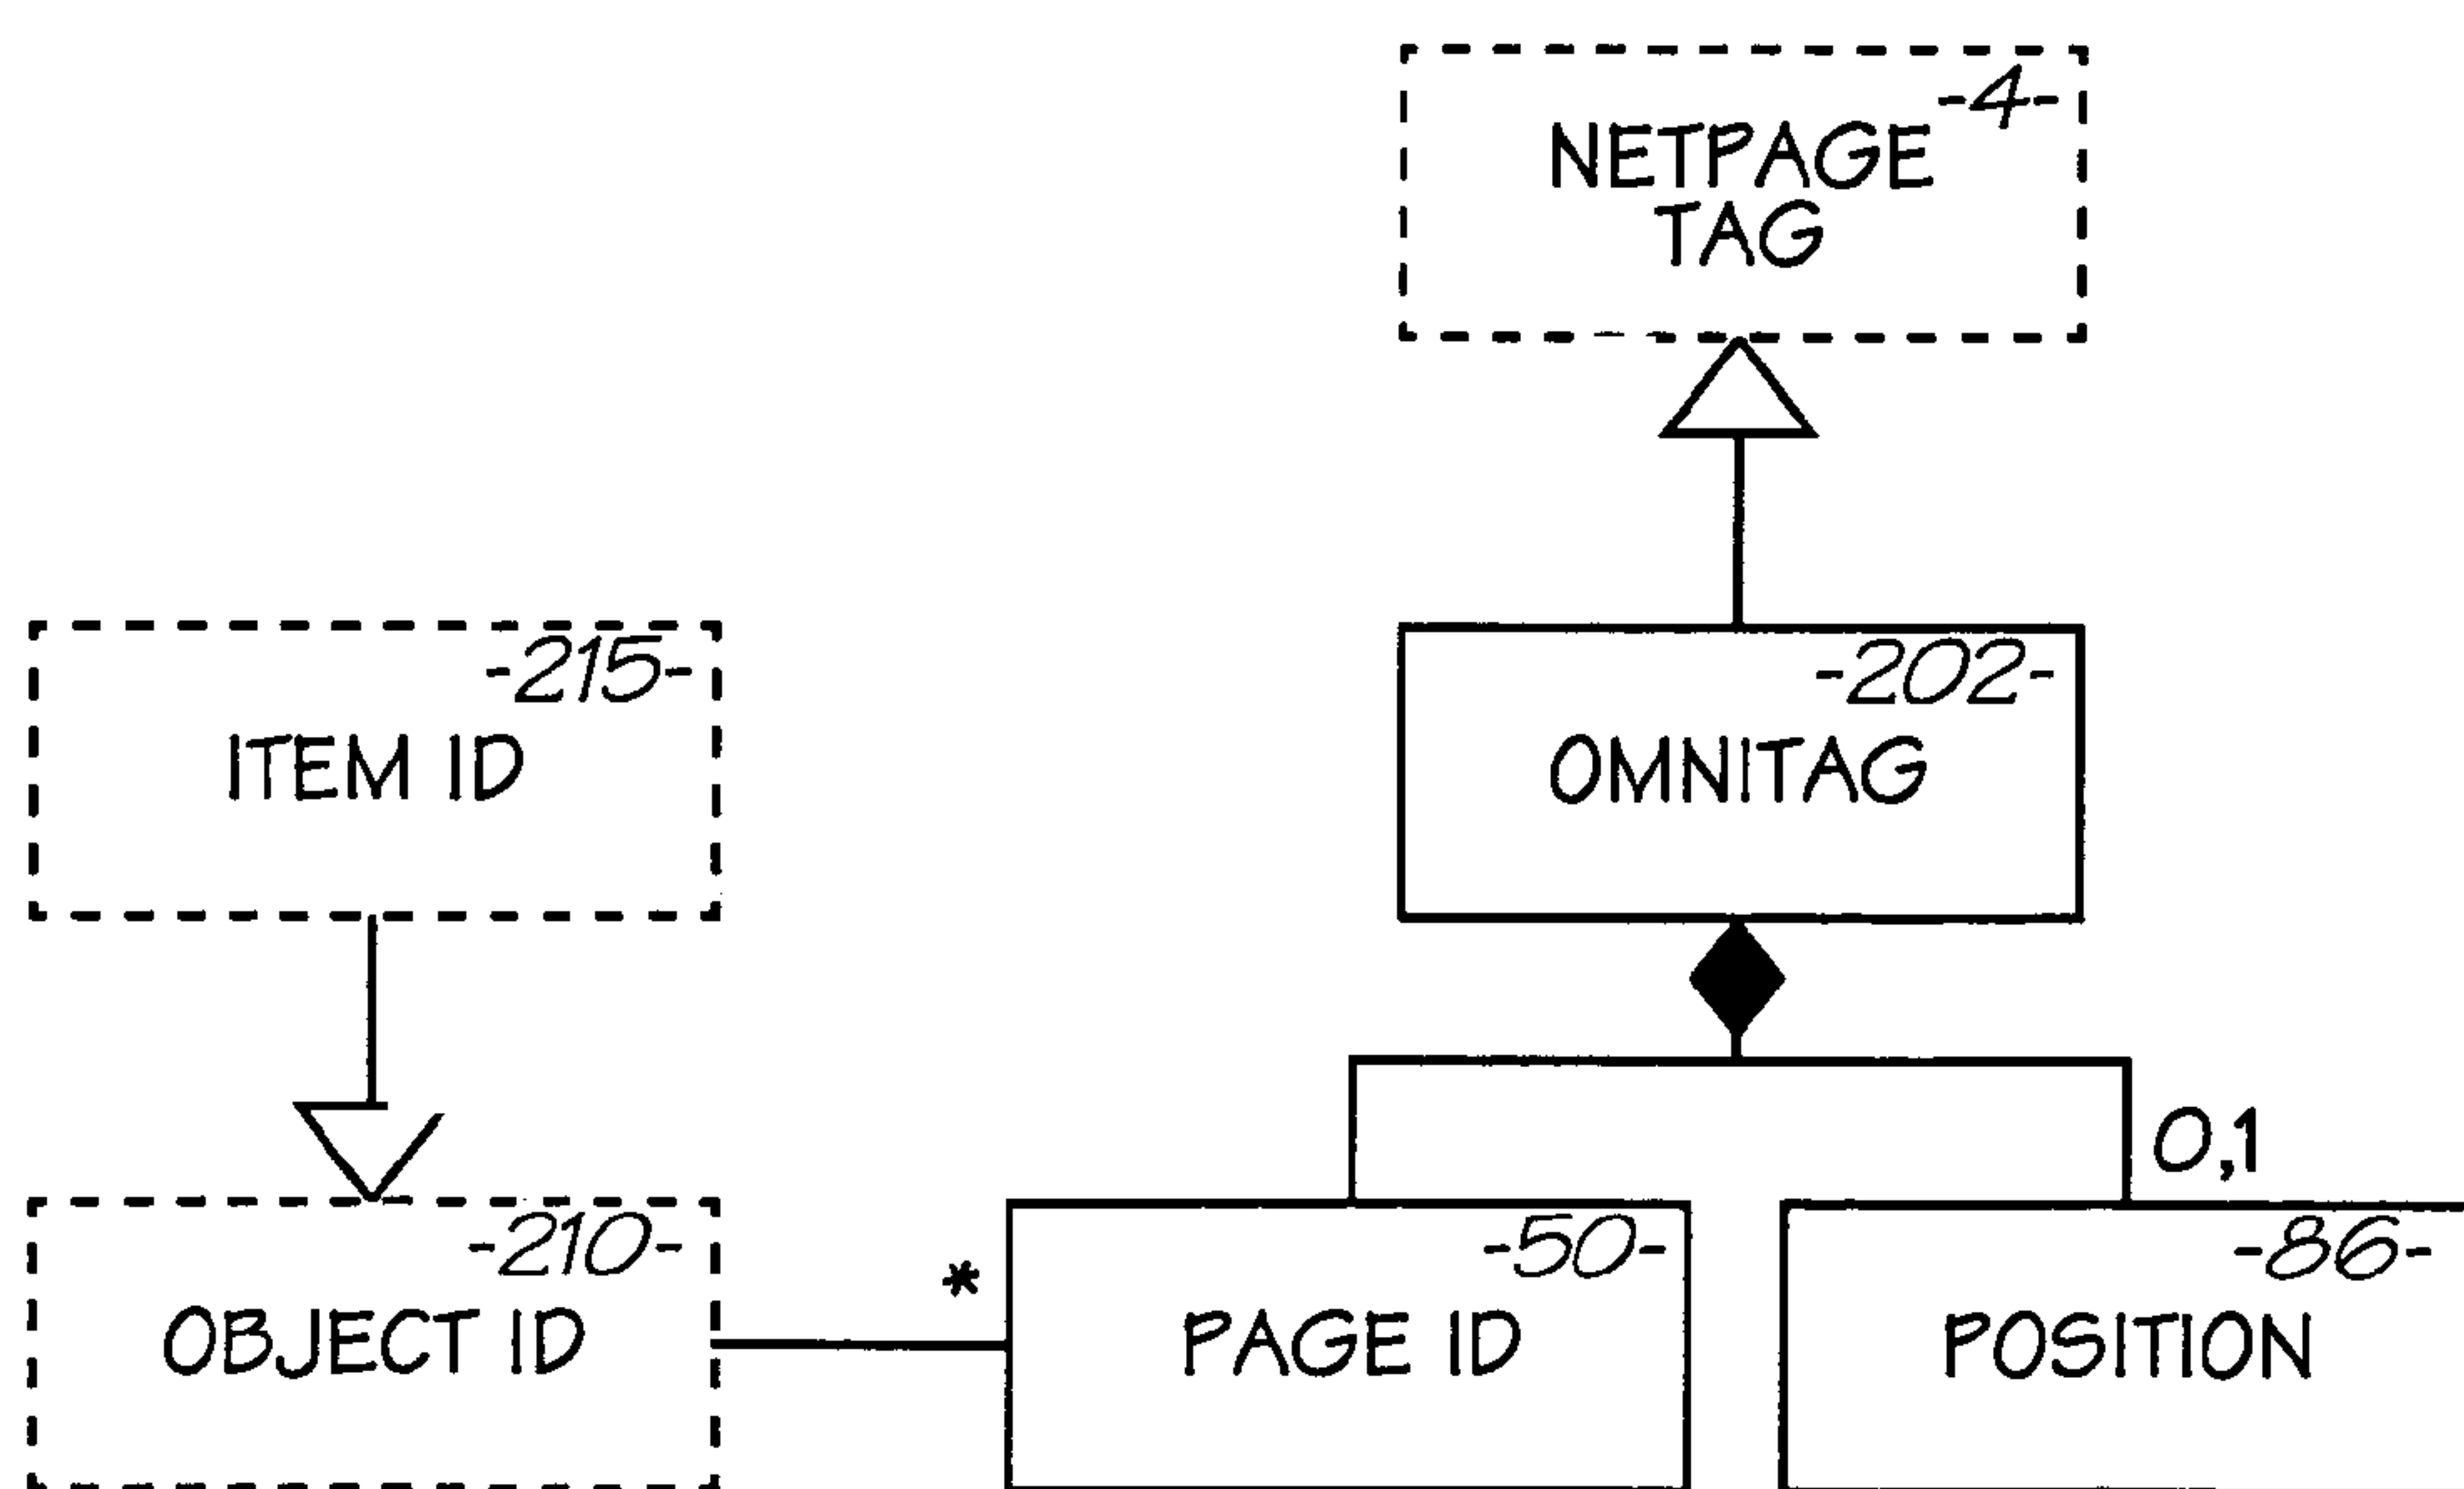 -4-
NETPAGE
TAG
-215-
ITEM ID
-202-
OMNITAG
0,1
-210-
OBJECT ID
*
-50-
PAGE ID
-86-
POSITION